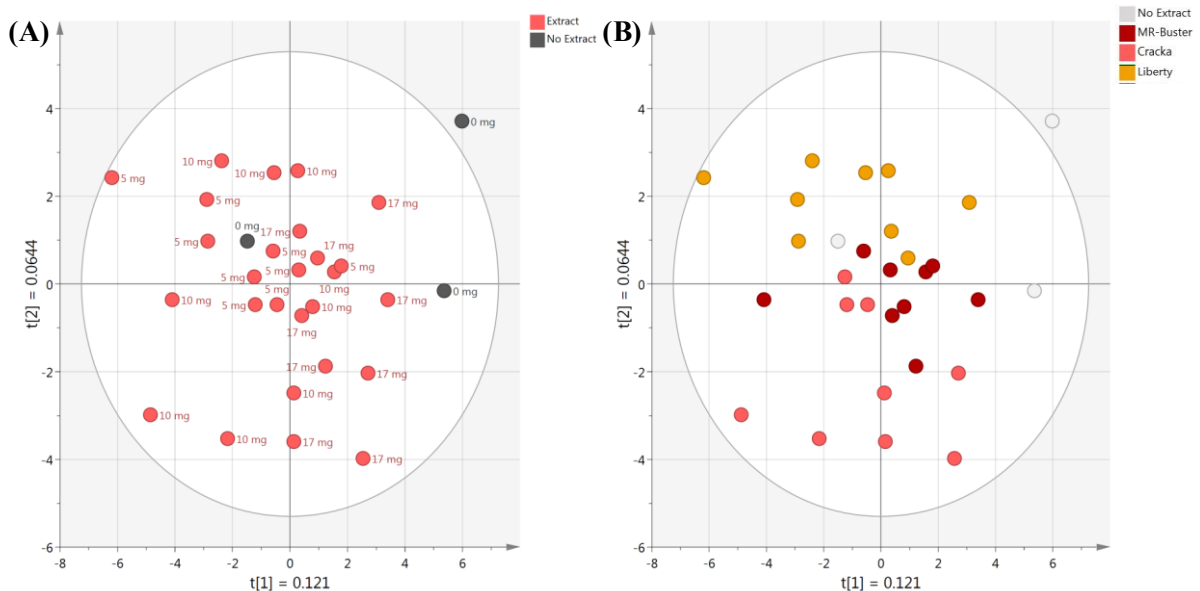 (A)
Extract
No Extract
0 mg
10 mg
10 mg
10 mg
5 mg
5 mg
17 mg
0 mg
17 mg
17 mg
5 mg
5 mg
5 mg
5 mg
5 mg
10 mg
0 mg
10 mg
5 mg
5 mg
17 mg
10 mg
17 mg
17 mg
17 mg
10 mg
10 mg
10 mg
17 mg
17 mg
4
2
0
-2
-4
-6
-8
-6
-4
-2
0
2
4
6
t[2] = 0.0644
t[1] = 0.121
(B)
No Extract
MR-Buster
Cracka
Liberty
4
2
0
-2
-4
-6
-8
-6
-4
-2
0
2
4
6
8
t[2] = 0.0644
t[1] = 0.121